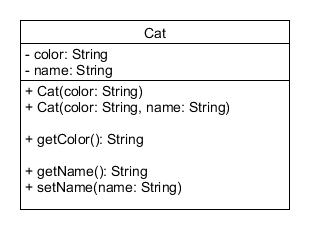 Cat
- color: String
- name: String
+ Cat(color: String)
+ Cat(color: String, name: String)
+ getColor(): String
+ getName(): String
+ setName(name: String)